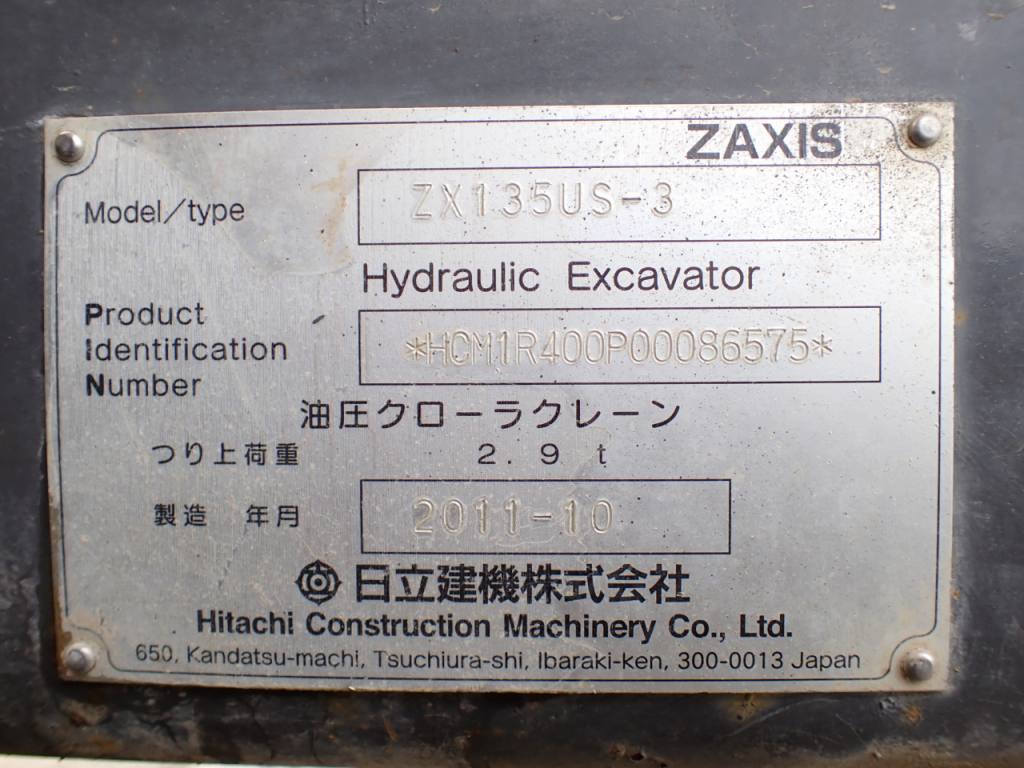 ZAXIS
Model/type ZX135US-3
Hydraulic Excavator
Product
Identification *HCM1R400P00086575*
Number
油圧クローラクレーン
つり上荷重 2.9 t
製造 年月 2011-10
日立建機株式会社
Hitachi Construction Machinery Co., Ltd.
650, Kandatsu-machi, Tsuchiura-shi, Ibaraki-ken, 300-0013 Japan